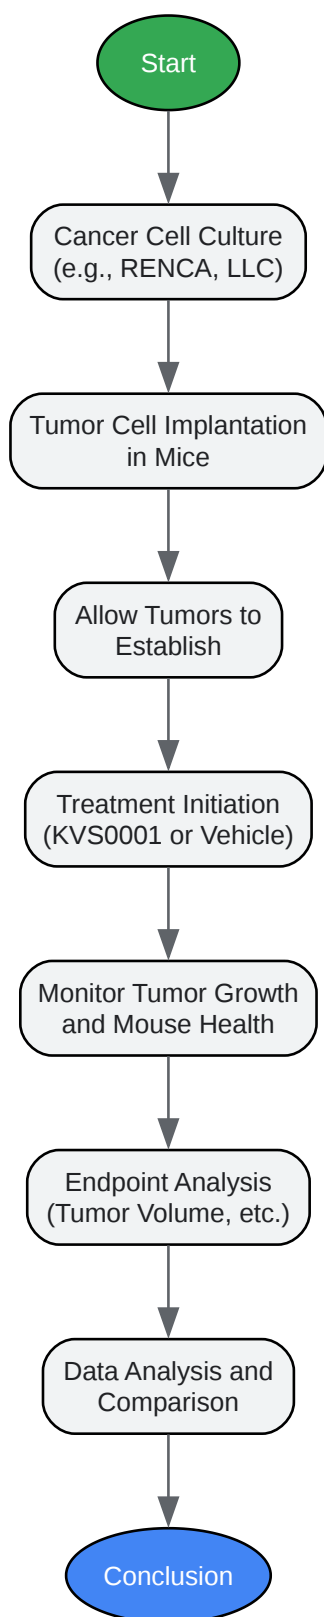 Start
Cancer Cell Culture
(e.g., RENCA, LLC)
Tumor Cell Implantation
in Mice
Allow Tumors to
Establish
Treatment Initiation
(KVS0001 or Vehicle)
Monitor Tumor Growth
and Mouse Health
Endpoint Analysis
(Tumor Volume, etc.)
Data Analysis and
Comparison
Conclusion